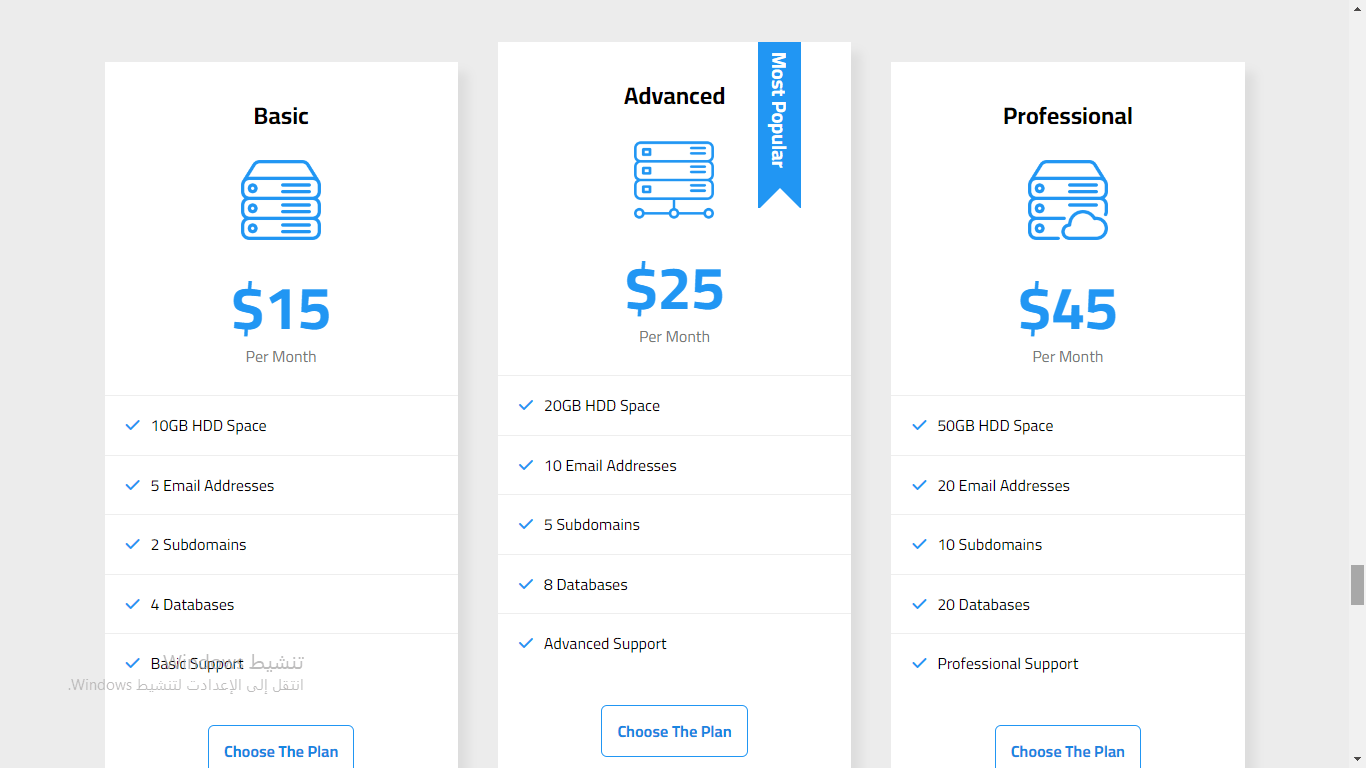 Basic
$15
Per Month
10GB HDD Space
5 Email Addresses
2 Subdomains
4 Databases
Basic Support
Choose The Plan
Advanced
Most Popular
$25
Per Month
20GB HDD Space
10 Email Addresses
5 Subdomains
8 Databases
Advanced Support
Choose The Plan
Professional
$45
Per Month
50GB HDD Space
20 Email Addresses
10 Subdomains
20 Databases
Professional Support
Choose The Plan
تنشيط Windows
انتقل إلى الإعدادت لتنشيط Windows.